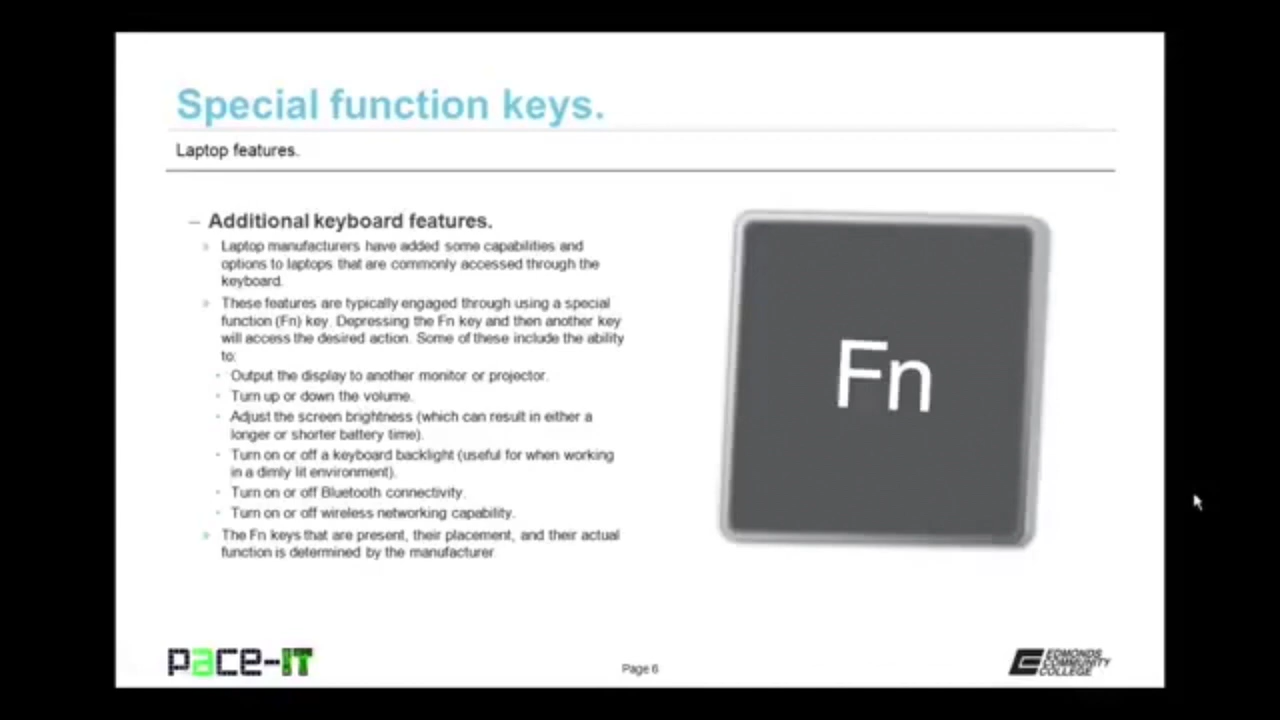 Special function keys.
Laptop features.
– Additional keyboard features.
» Laptop manufacturers have added some capabilities and
options to laptops that are commonly accessed through the
keyboard.
» These features are typically engaged through using a special
function (Fn) key. Depressing the Fn key and then another key
will access the desired action. Some of these include the ability
to:
• Output the display to another monitor or projector.
• Turn up or down the volume.
• Adjust the screen brightness (which can result in either a
longer or shorter battery time).
• Turn on or off a keyboard backlight (useful for when working
in a dimly lit environment).
• Turn on or off Bluetooth connectivity.
• Turn on or off wireless networking capability.
» The Fn keys that are present, their placement, and their actual
function is determined by the manufacturer.
Fn
pace-IT
Page 6
EDMONDS
COMMUNITY
COLLEGE